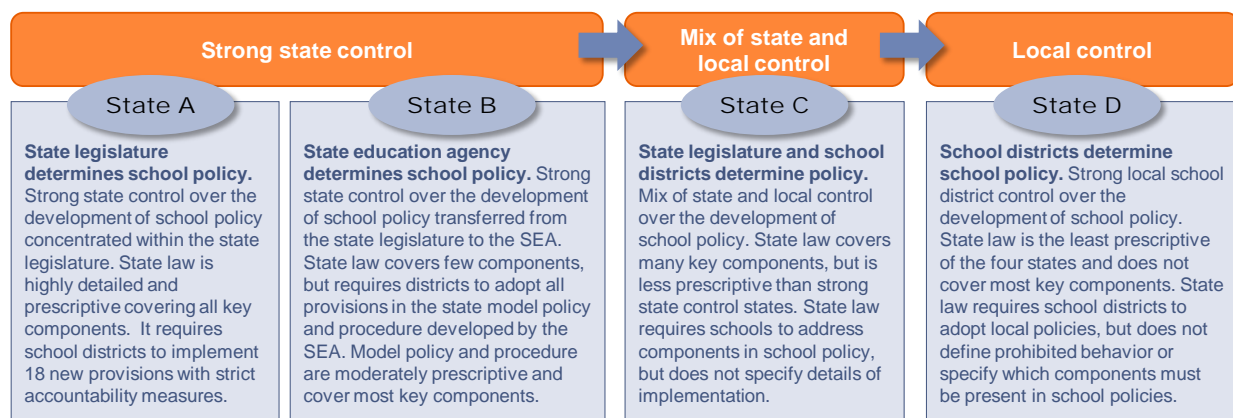 Strong state control
Mix of state and
local control
Local control
State A
State legislature
determines school policy.
Strong state control over the
development of school policy
concentrated within the state
legislature. State law is
highly detailed and
prescriptive covering all key
components. It requires
school districts to implement
18 new provisions with strict
accountability measures.
State B
State education agency
determines school policy. Strong
state control over the development
of school policy transferred from
the state legislature to the SEA.
State law covers few components,
but requires districts to adopt all
provisions in the state model policy
and procedure developed by the
SEA. Model policy and procedure
are moderately prescriptive and
cover most key components.
State C
State legislature and school
districts determine policy.
Mix of state and local control
over the development of
school policy. State law covers
many key components, but is
less prescriptive than strong
state control states. State law
requires schools to address
components in school policy,
but does not specify details of
implementation.
State D
School districts determine
school policy. Strong local school
district control over the
development of school policy.
State law is the least prescriptive
of the four states and does not
cover most key components. State
law requires school districts to
adopt local policies, but does not
define prohibited behavior or
specify which components must
be present in school policies.